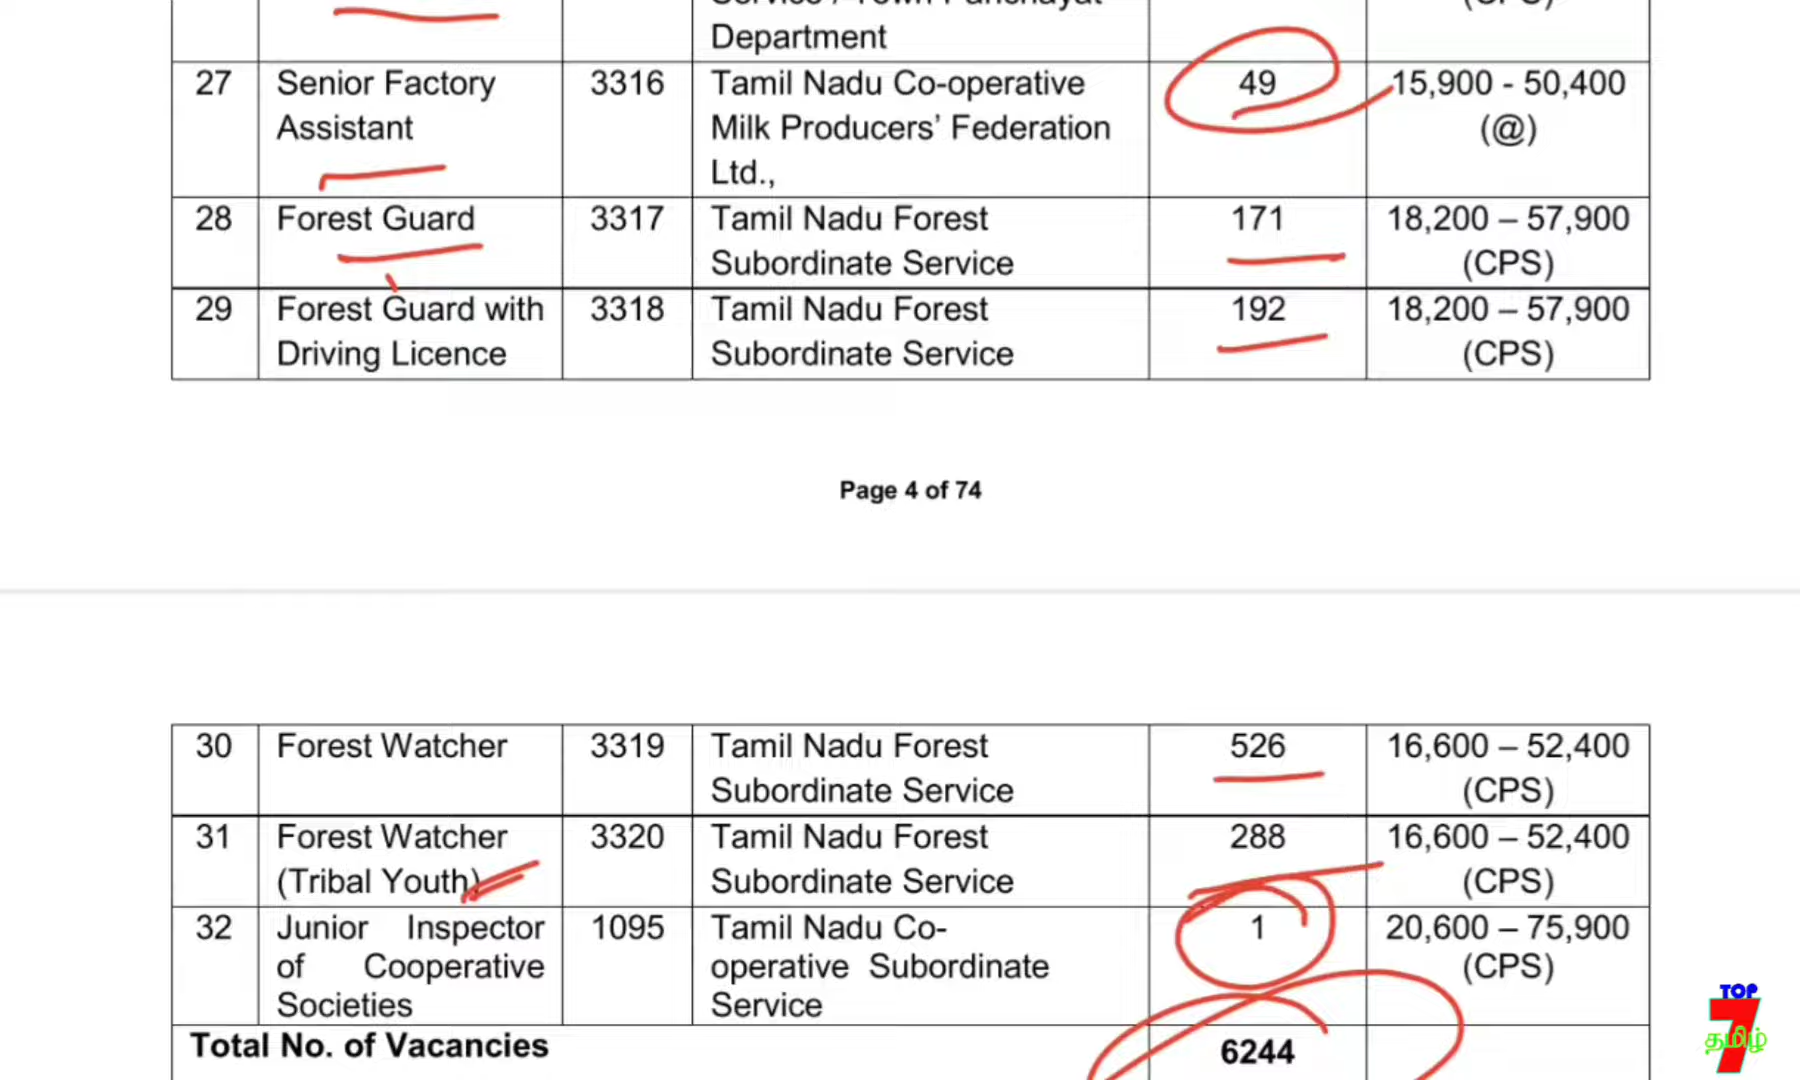 Department
27 Senior Factory 3316 Tamil Nadu Co-operative 49 15,900 - 50,400
Assistant Milk Producers’ Federation (@)
Ltd.,
28 Forest Guard 3317 Tamil Nadu Forest 171 18,200 – 57,900
Subordinate Service (CPS)
29 Forest Guard with 3318 Tamil Nadu Forest 192 18,200 – 57,900
Driving Licence Subordinate Service (CPS)
Page 4 of 74
30 Forest Watcher 3319 Tamil Nadu Forest 526 16,600 – 52,400
Subordinate Service (CPS)
31 Forest Watcher 3320 Tamil Nadu Forest 288 16,600 – 52,400
(Tribal Youth) Subordinate Service (CPS)
32 Junior Inspector 1095 Tamil Nadu Co- 1 20,600 – 75,900
of Cooperative operative Subordinate (CPS)
Societies Service
Total No. of Vacancies 6244
TOP
7
தமிழ்